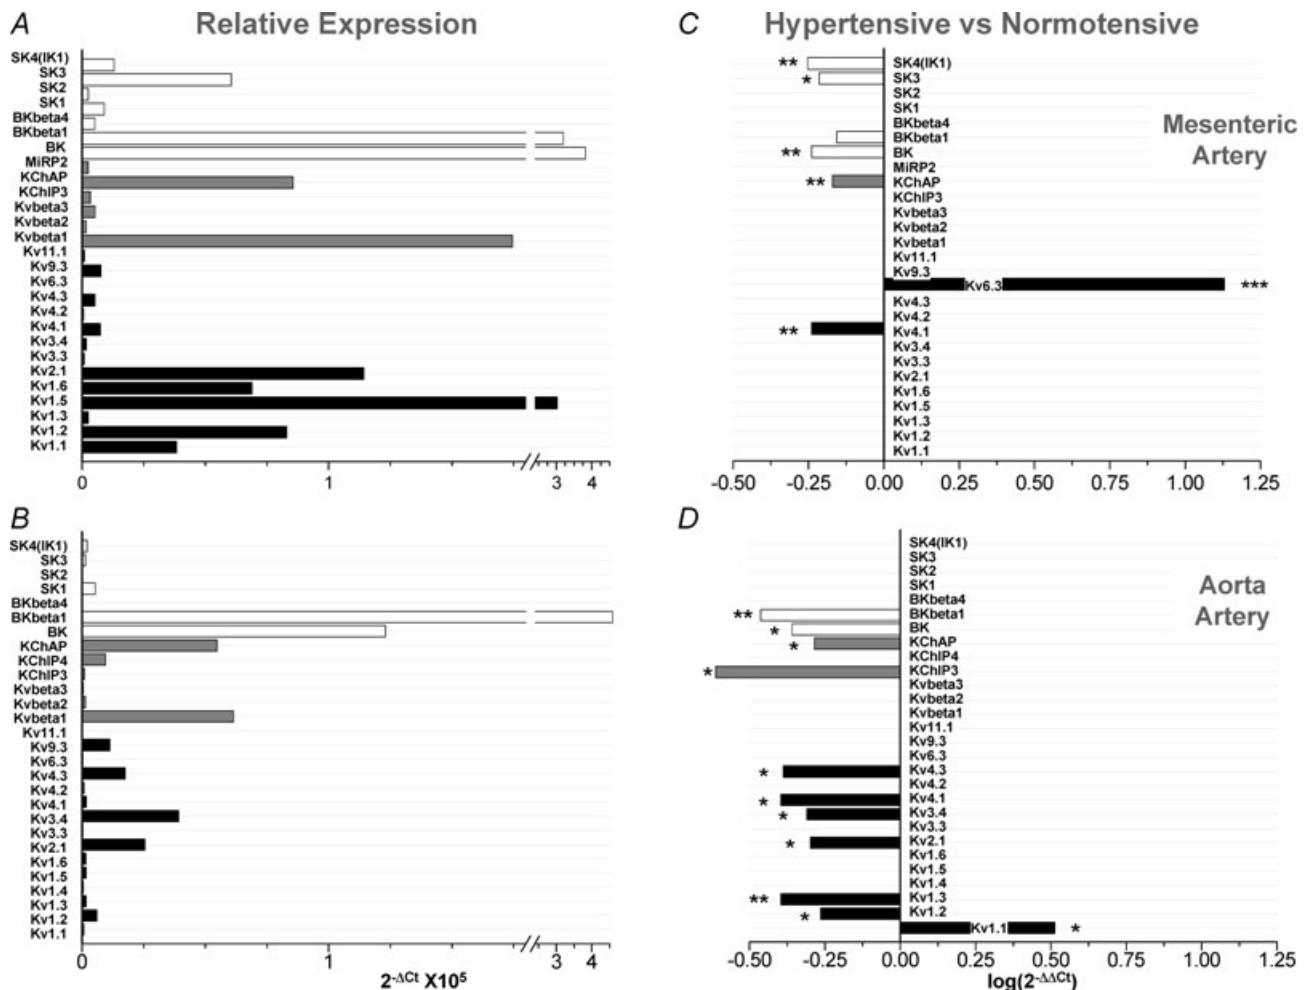 A Relative Expression
SK4(IK1)
SK3
SK2
SK1
BKbeta4
BKbeta1
BK
MiRP2
KChAP
KChIP3
Kvbeta3
Kvbeta2
Kvbeta1
Kv11.1
Kv9.3
Kv6.3
Kv4.3
Kv4.2
Kv4.1
Kv3.4
Kv3.3
Kv2.1
Kv1.6
Kv1.5
Kv1.3
Kv1.2
Kv1.1
0 1 3 4
B
SK4(IK1)
SK3
SK2
SK1
BKbeta4
BKbeta1
BK
KChAP
KChIP4
KChIP3
Kvbeta3
Kvbeta2
Kvbeta1
Kv11.1
Kv9.3
Kv6.3
Kv4.3
Kv4.2
Kv4.1
Kv3.4
Kv3.3
Kv2.1
Kv1.6
Kv1.5
Kv1.4
Kv1.3
Kv1.2
Kv1.1
0 1 3 4
2^-ΔCt X10^5
C Hypertensive vs Normotensive
Mesenteric
Artery
** SK4(IK1)
* SK3
SK2
SK1
BKbeta4
BKbeta1
** BK
MiRP2
** KChAP
KChIP3
Kvbeta3
Kvbeta2
Kvbeta1
Kv11.1
Kv9.3
Kv6.3 ***
Kv4.3
Kv4.2
** Kv4.1
Kv3.4
Kv3.3
Kv2.1
Kv1.6
Kv1.5
Kv1.3
Kv1.2
Kv1.1
-0.50 -0.25 0.00 0.25 0.50 0.75 1.00 1.25
D
Aorta
Artery
SK4(IK1)
SK3
SK2
SK1
BKbeta4
** BKbeta1
* BK
* KChAP
KChIP4
* KChIP3
Kvbeta3
Kvbeta2
Kvbeta1
Kv11.1
Kv9.3
Kv6.3
* Kv4.3
Kv4.2
* Kv4.1
* Kv3.4
Kv3.3
* Kv2.1
Kv1.6
Kv1.5
Kv1.4
** Kv1.3
* Kv1.2
Kv1.1 *
-0.50 -0.25 0.00 0.25 0.50 0.75 1.00 1.25
log(2^-ΔΔCt)